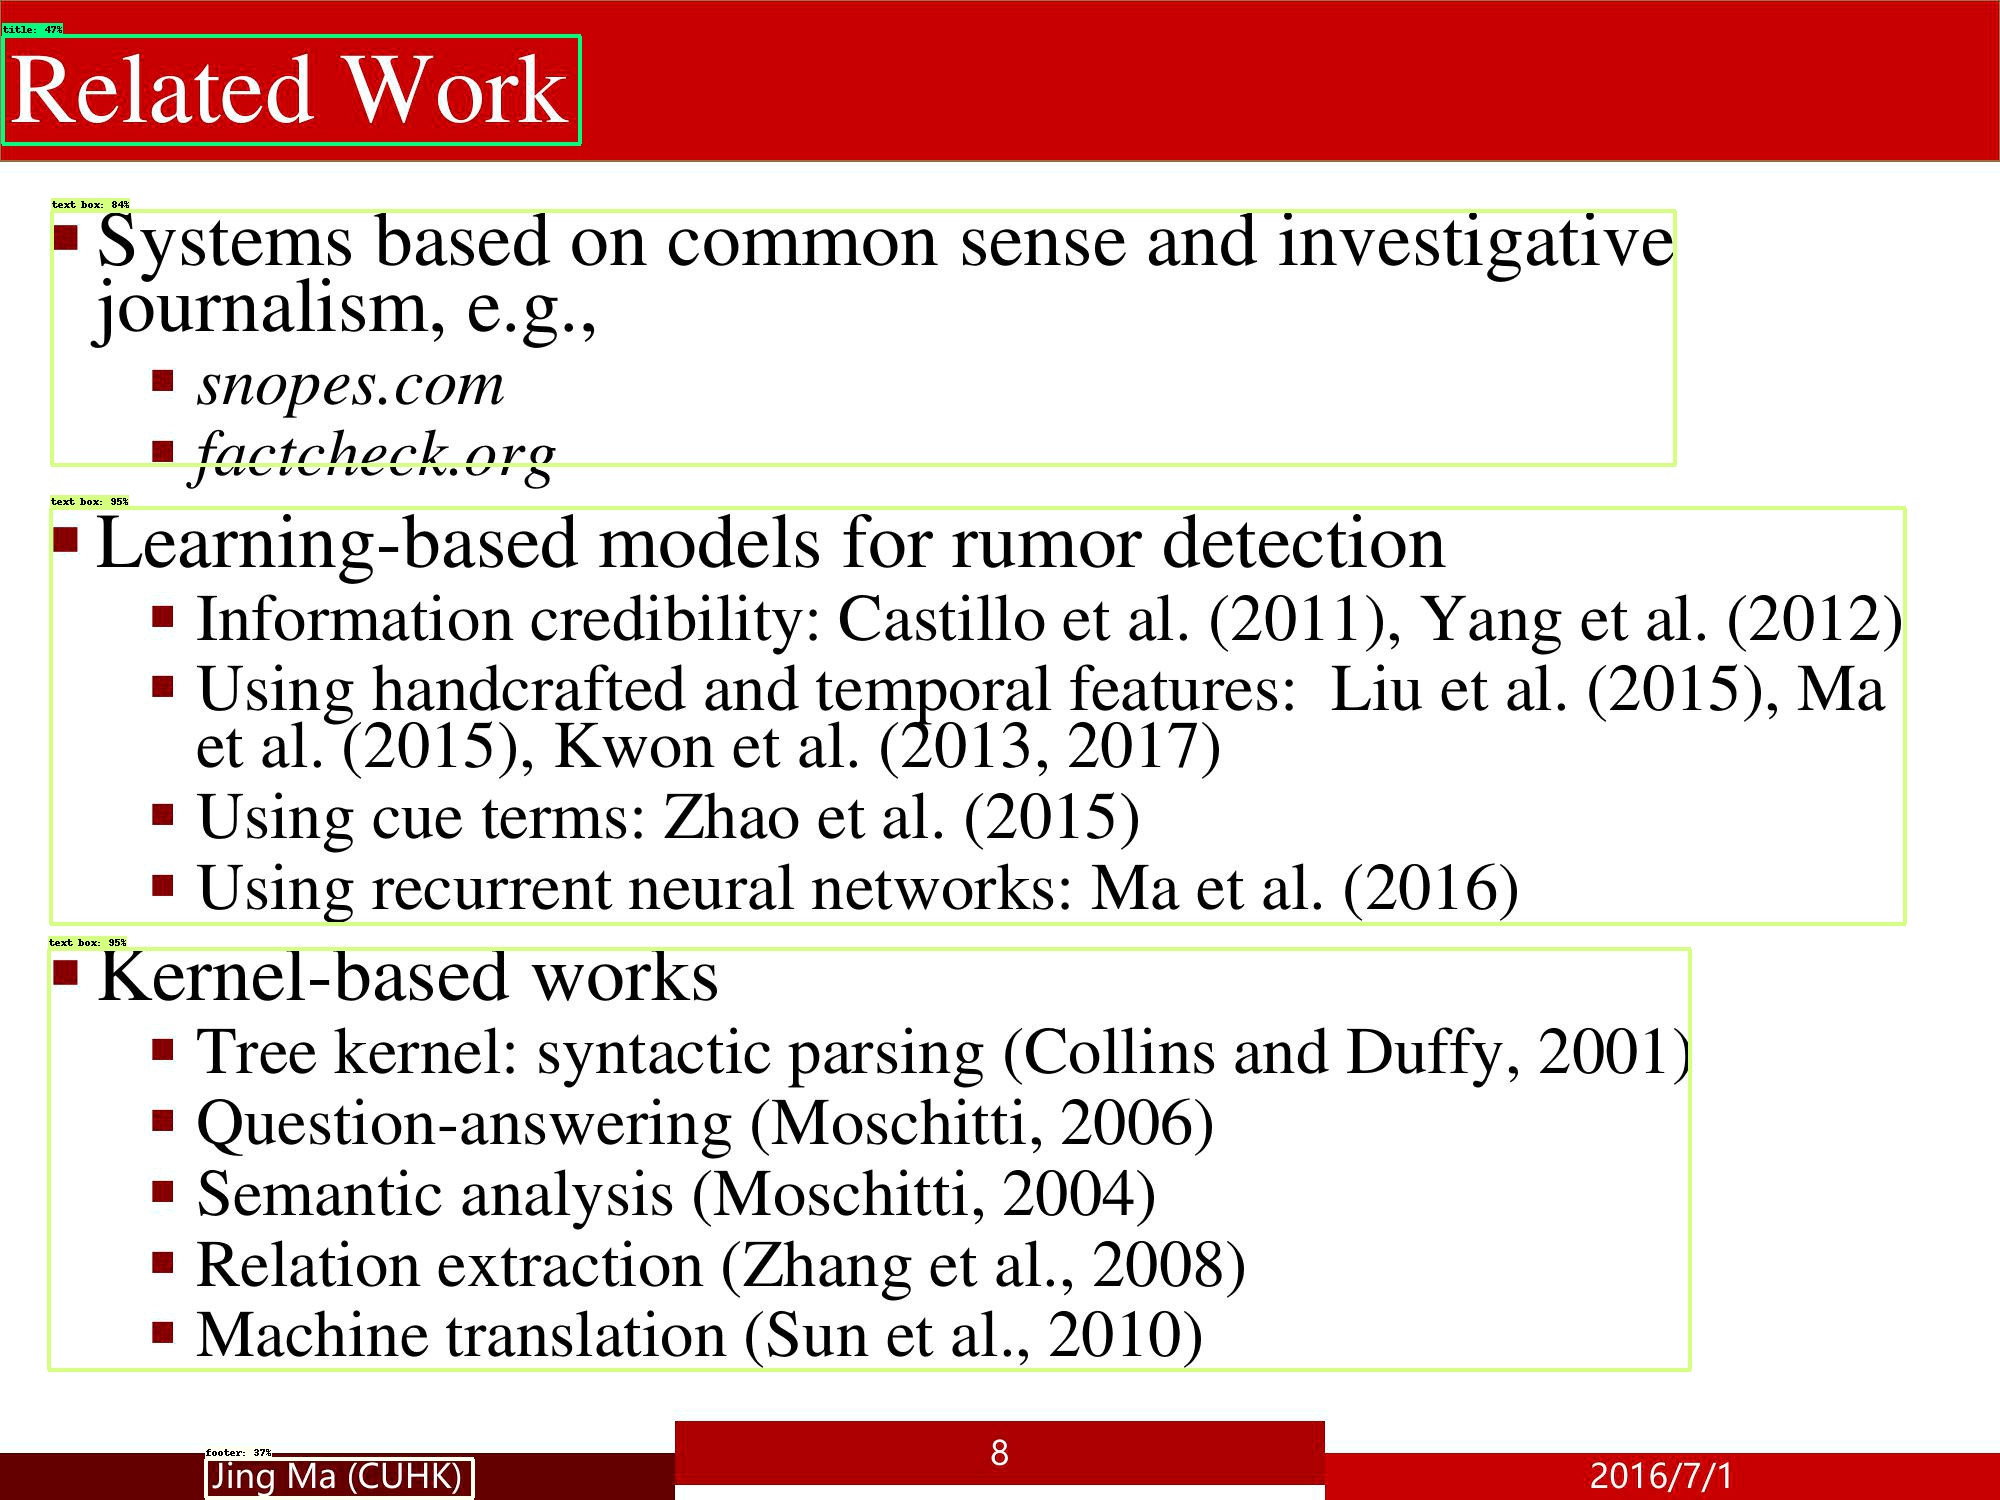 title: 47%
Related Work
text box: 84%
Systems based on common sense and investigative
journalism, e.g.,
snopes.com
factcheck.org
text box: 95%
Learning-based models for rumor detection
Information credibility: Castillo et al. (2011), Yang et al. (2012)
Using handcrafted and temporal features:  Liu et al. (2015), Ma
et al. (2015), Kwon et al. (2013, 2017)
Using cue terms: Zhao et al. (2015)
Using recurrent neural networks: Ma et al. (2016)
text box: 95%
Kernel-based works
Tree kernel: syntactic parsing (Collins and Duffy, 2001)
Question-answering (Moschitti, 2006)
Semantic analysis (Moschitti, 2004)
Relation extraction (Zhang et al., 2008)
Machine translation (Sun et al., 2010)
footer: 37%
Jing Ma (CUHK)
8
2016/7/1